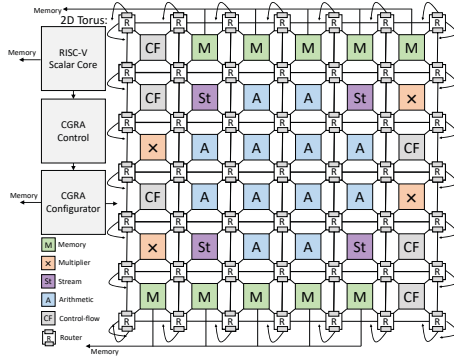 Memory
2D Torus:
R R R R R R R
CF M M M M M
Memory
RISC-V
Scalar Core
R R R R R R R
CF St A A St ×
R R R R R R R
CGRA
Control
× A A A A CF
R R R R R R R
CGRA
Configurator
Memory
CF A A A A ×
R R R R R R R
M Memory
× St A A St CF
× Multiplier
R R R R R R R
St Stream
A Arithmetic
M M M M M CF
CF Control-flow
R R R R R R R
R Router
Memory